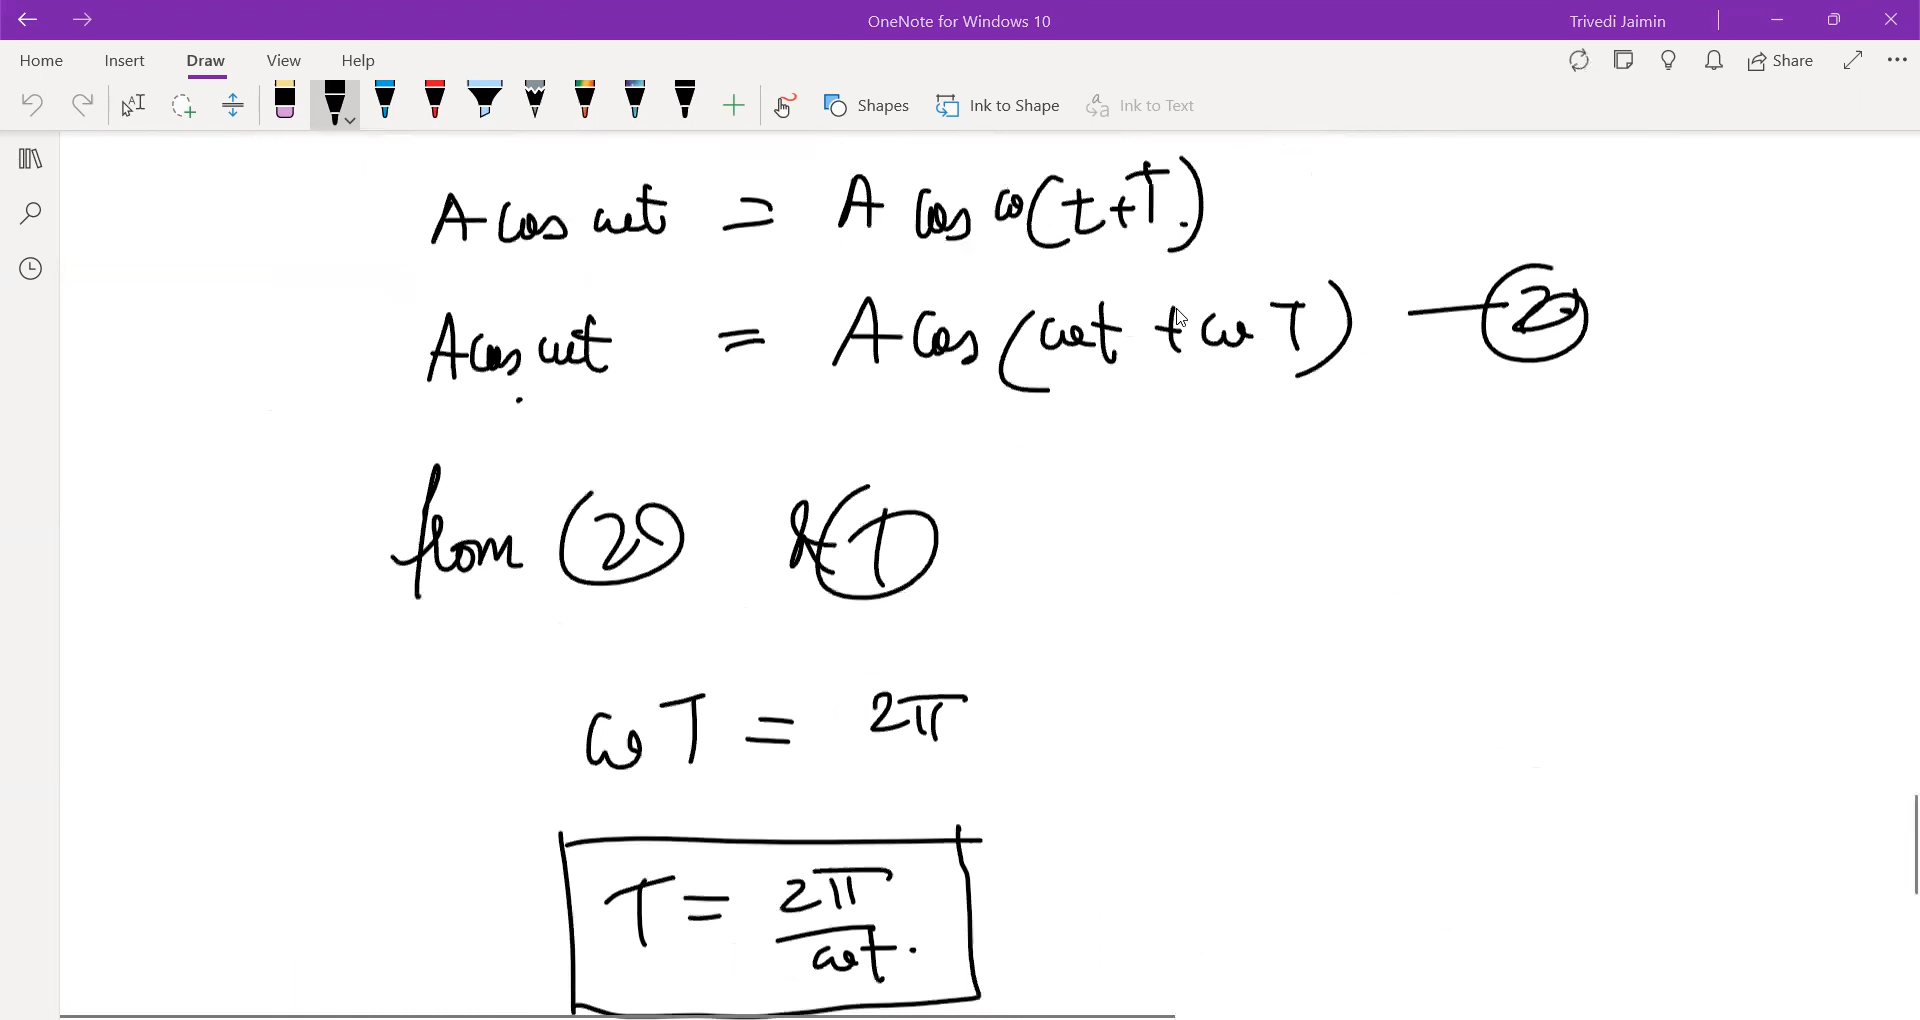 OneNote for Windows 10 Trivedi Jaimin
Home Insert Draw View Help Share
Shapes Ink to Shape Ink to Text
A cos ωt = A cos ω(t+T.)
A cos ωt = A cos (ωt + ωT) — ②
from ② & ①
ωT = 2π
T = 2π
ωt.